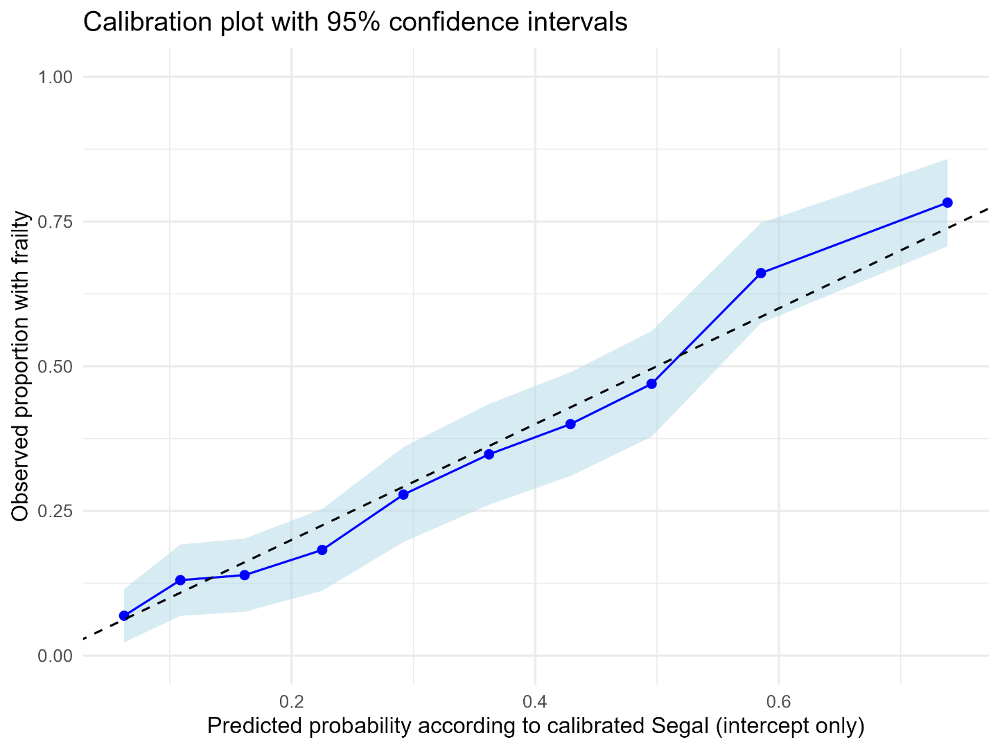 Calibration plot with 95% confidence intervals
Observed proportion with frailty
1.00
0.75
0.50
0.25
0.00
0.2 0.4 0.6
Predicted probability according to calibrated Segal (intercept only)